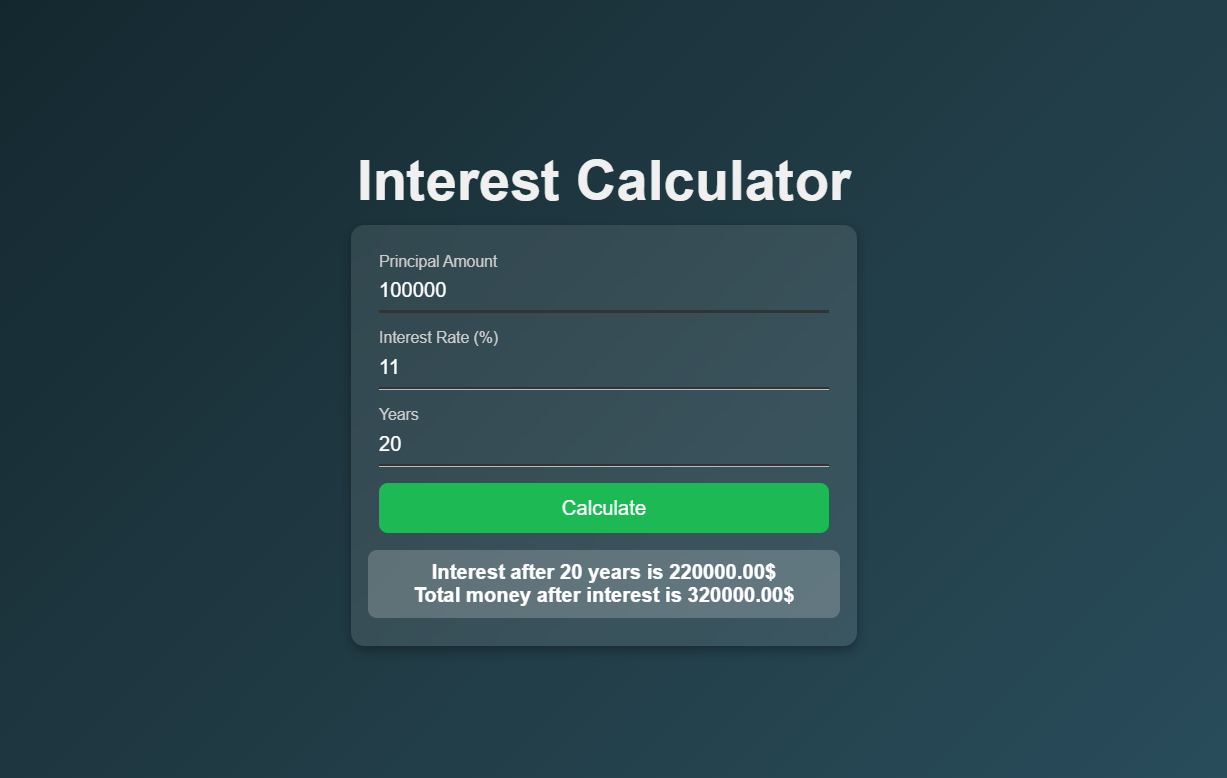 Interest Calculator
Principal Amount
100000
Interest Rate (%)
11
Years
20
Calculate
Interest after 20 years is 220000.00$
Total money after interest is 320000.00$